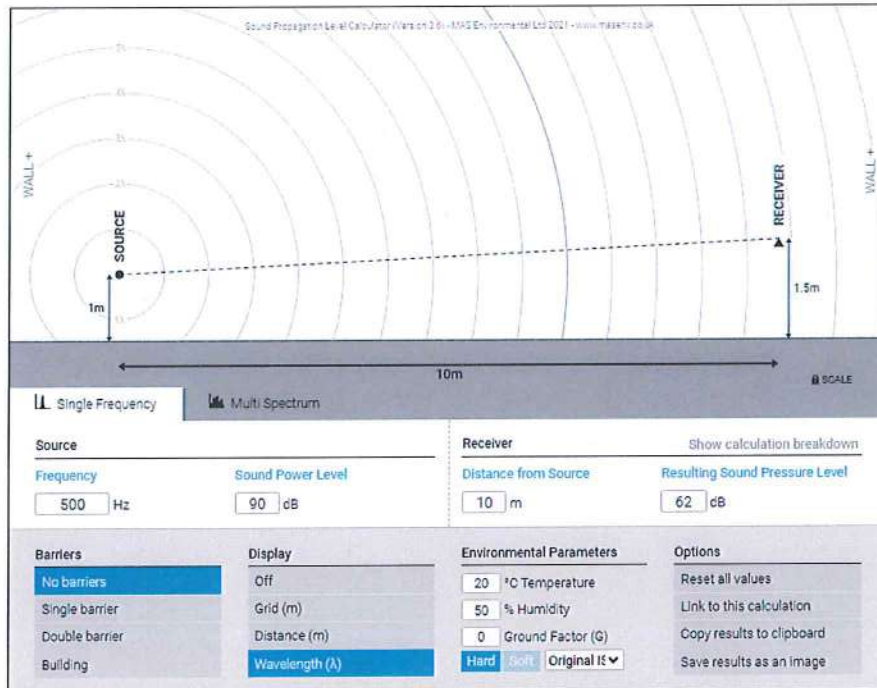 Sound Propagation Level Calculator (Version 2.6) - MAS Environmental Ltd 2021 - www.masenv.co.uk
WALL +
SOURCE
RECEIVER
WALL +
1m
1.5m
10m
SCALE
Single Frequency
Multi Spectrum
Source
Receiver
Show calculation breakdown
Frequency
Sound Power Level
Distance from Source
Resulting Sound Pressure Level
500 Hz
90 dB
10 m
62 dB
Barriers
Display
Environmental Parameters
Options
No barriers
Off
20 °C Temperature
Reset all values
Single barrier
Grid (m)
50 % Humidity
Link to this calculation
Double barrier
Distance (m)
0 Ground Factor (G)
Copy results to clipboard
Building
Wavelength (λ)
Hard Soft Original IS
Save results as an image